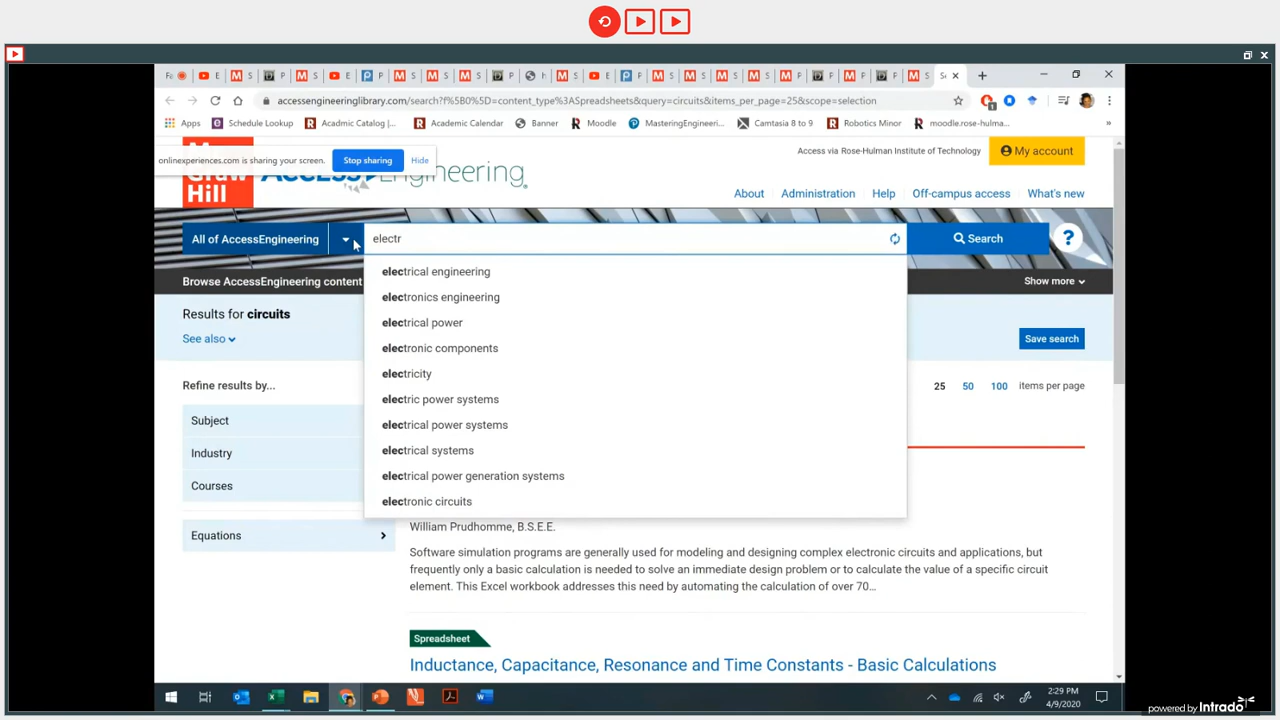 accessengineeringlibrary.com/search?f%5B0%5D=content_type%3ASpreadsheets&query=circuits&items_per_page=25&scope=selection
Apps Schedule Lookup Acadmic Catalog |... Academic Calendar Banner Moodle MasteringEngineeri... Camtasia 8 to 9 Robotics Minor moodle.rose-hulma... »
onlinexperiences.com is sharing your screen. Stop sharing Hide
Hill
Access via Rose-Hulman Institute of Technology My account
About Administration Help Off-campus access What's new
All of AccessEngineering electr Search ?
electrical engineering
electronics engineering
electrical power
electronic components
electricity
electric power systems
electrical power systems
electrical systems
electrical power generation systems
electronic circuits
Browse AccessEngineering content Show more
Results for circuits
See also Save search
Refine results by... 25 50 100 items per page
Subject
Industry
Courses
Equations
William Prudhomme, B.S.E.E.
Software simulation programs are generally used for modeling and designing complex electronic circuits and applications, but
frequently only a basic calculation is needed to solve an immediate design problem or to calculate the value of a specific circuit
element. This Excel workbook addresses this need by automating the calculation of over 70...
Spreadsheet
Inductance, Capacitance, Resonance and Time Constants - Basic Calculations
2:29 PM
4/9/2020
powered by Intrado